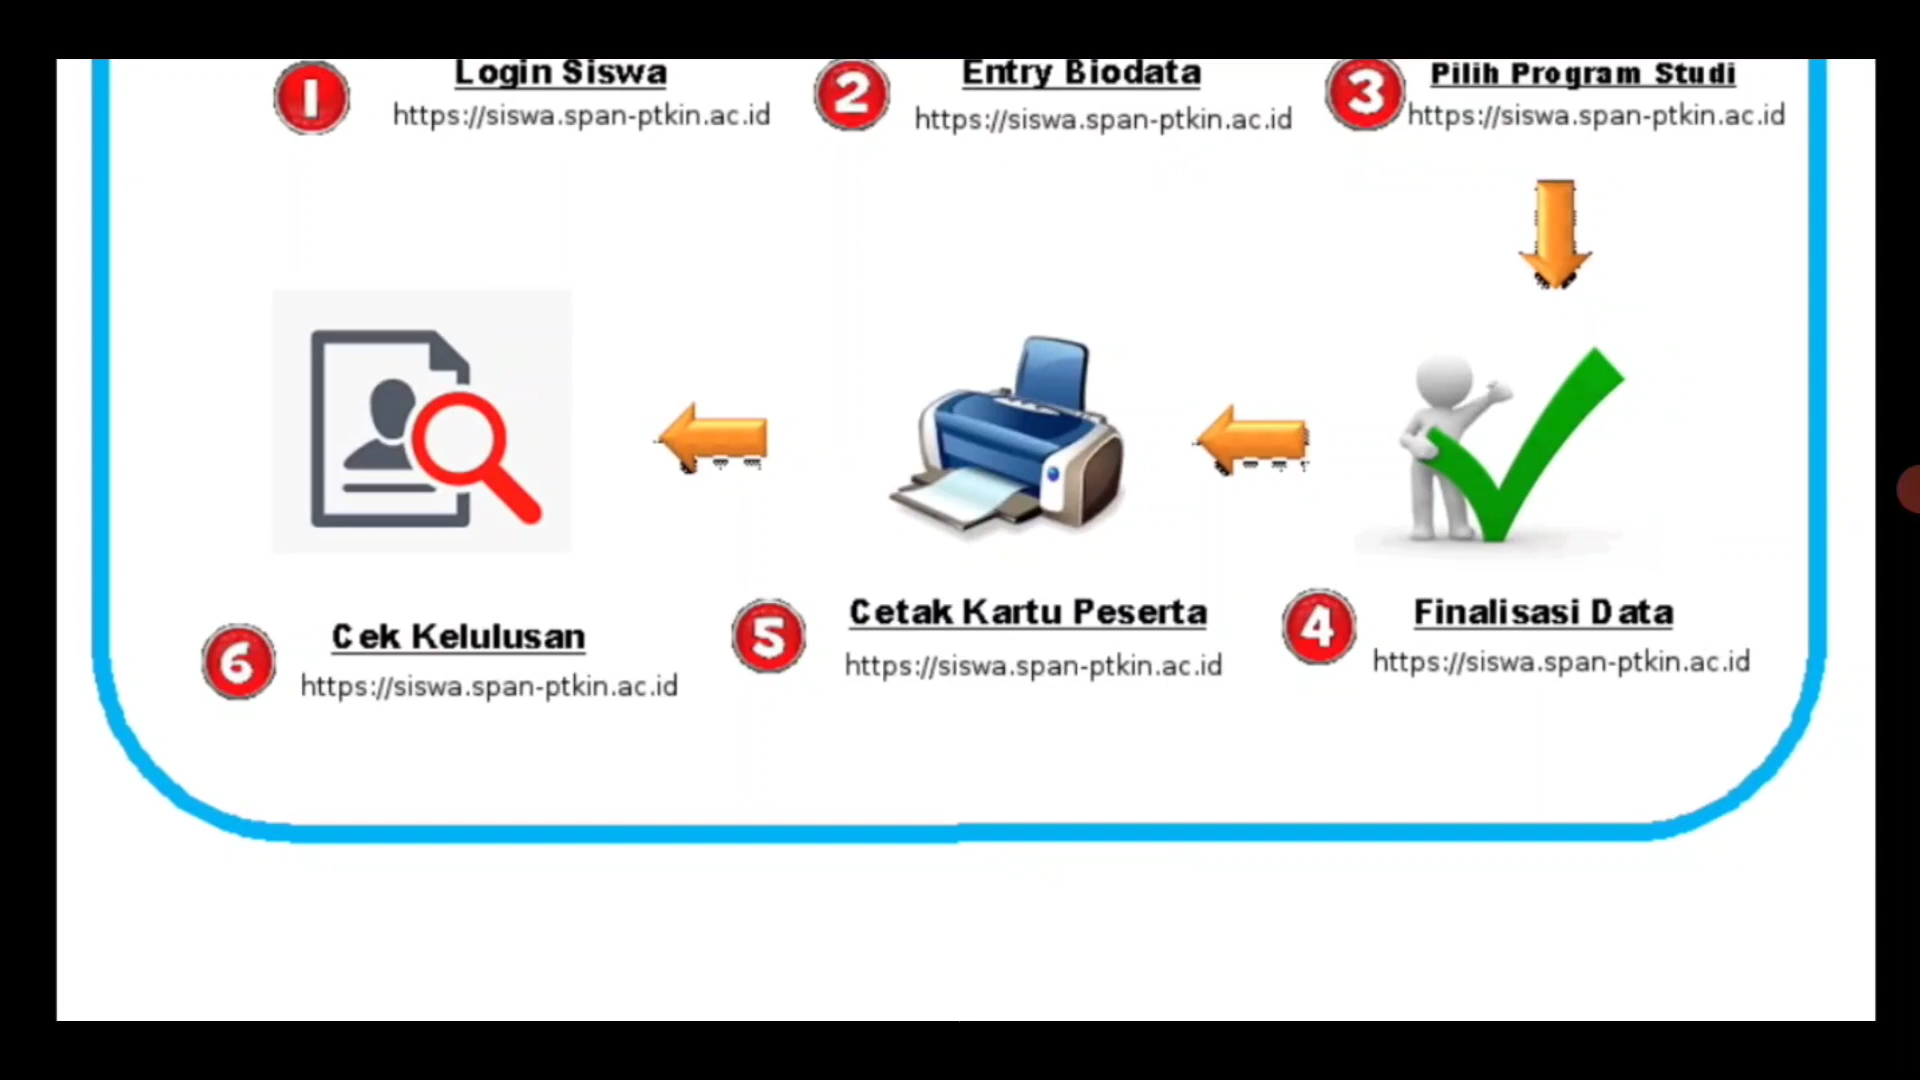 1 Login Siswa
https://siswa.span-ptkin.ac.id
2 Entry Biodata
https://siswa.span-ptkin.ac.id
3 Pilih Program Studi
https://siswa.span-ptkin.ac.id
6 Cek Kelulusan
https://siswa.span-ptkin.ac.id
5 Cetak Kartu Peserta
https://siswa.span-ptkin.ac.id
4 Finalisasi Data
https://siswa.span-ptkin.ac.id